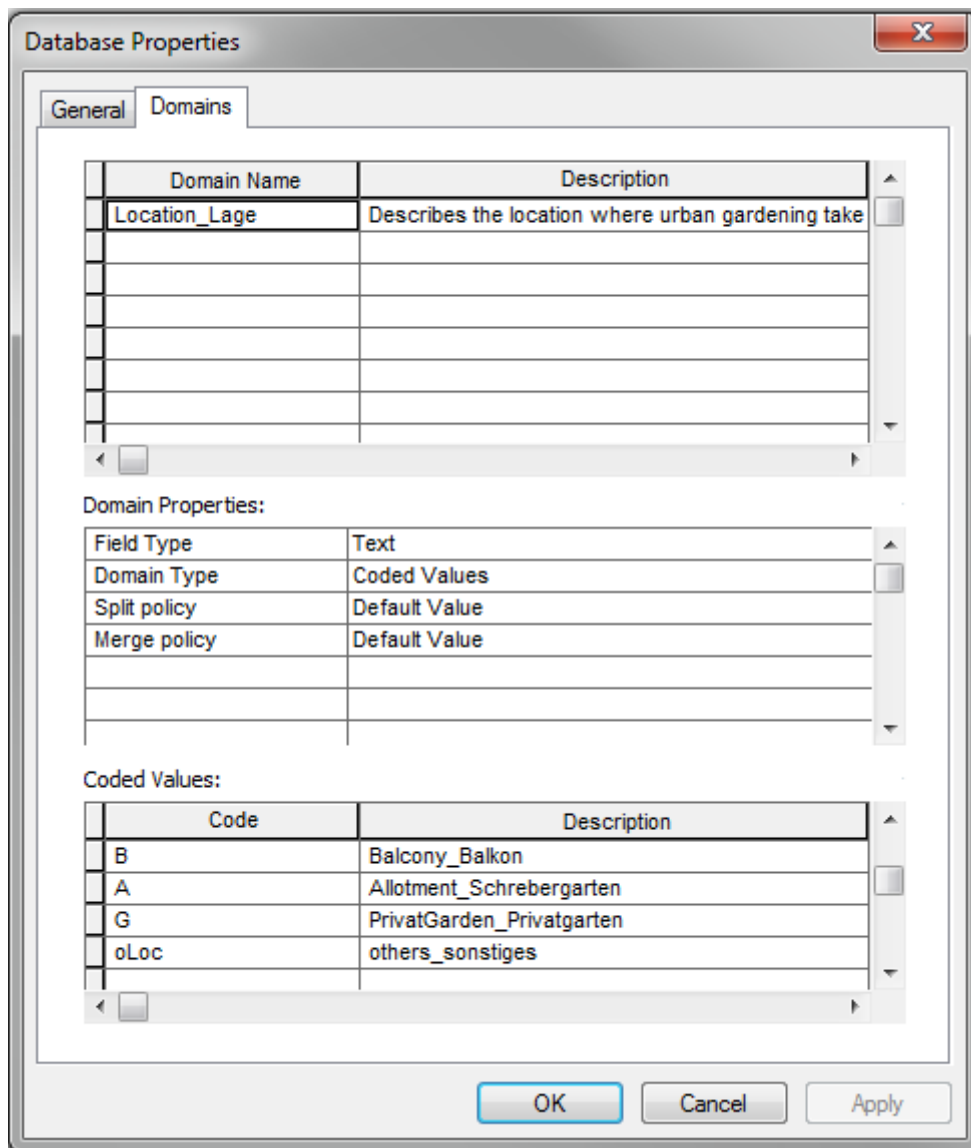 Database Properties
General Domains
Domain Name Description
Location_Lage Describes the location where urban gardening take
Domain Properties:
Field Type Text
Domain Type Coded Values
Split policy Default Value
Merge policy Default Value
Coded Values:
Code Description
B Balcony_Balkon
A Allotment_Schrebergarten
G PrivatGarden_Privatgarten
oLoc others_sonstiges
OK Cancel Apply